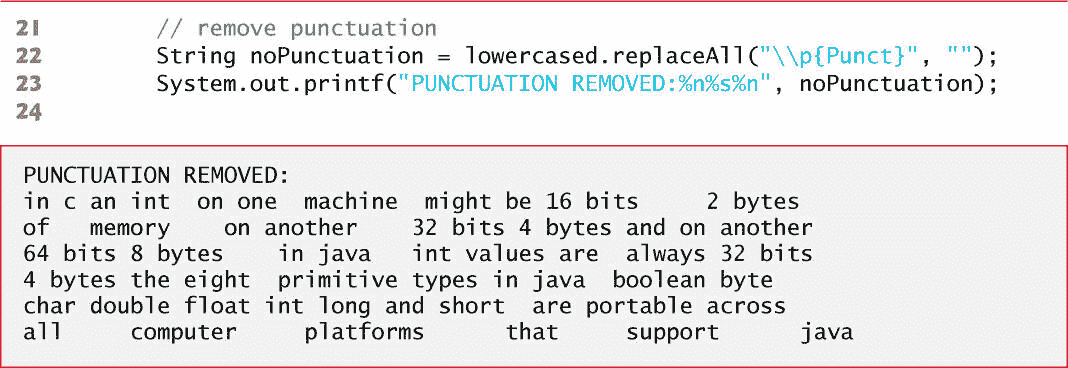 21 // remove punctuation
22 String noPunctuation = lowercased.replaceAll("\\p{Punct}", "");
23 System.out.printf("PUNCTUATION REMOVED:%n%s%n", noPunctuation);
24
PUNCTUATION REMOVED:
in c an int  on one  machine  might be 16 bits     2 bytes
of   memory    on another    32 bits 4 bytes and on another
64 bits 8 bytes    in java   int values are  always 32 bits
4 bytes the eight  primitive types in java  boolean byte
char double float int long and short  are portable across
all     computer     platforms      that     support      java